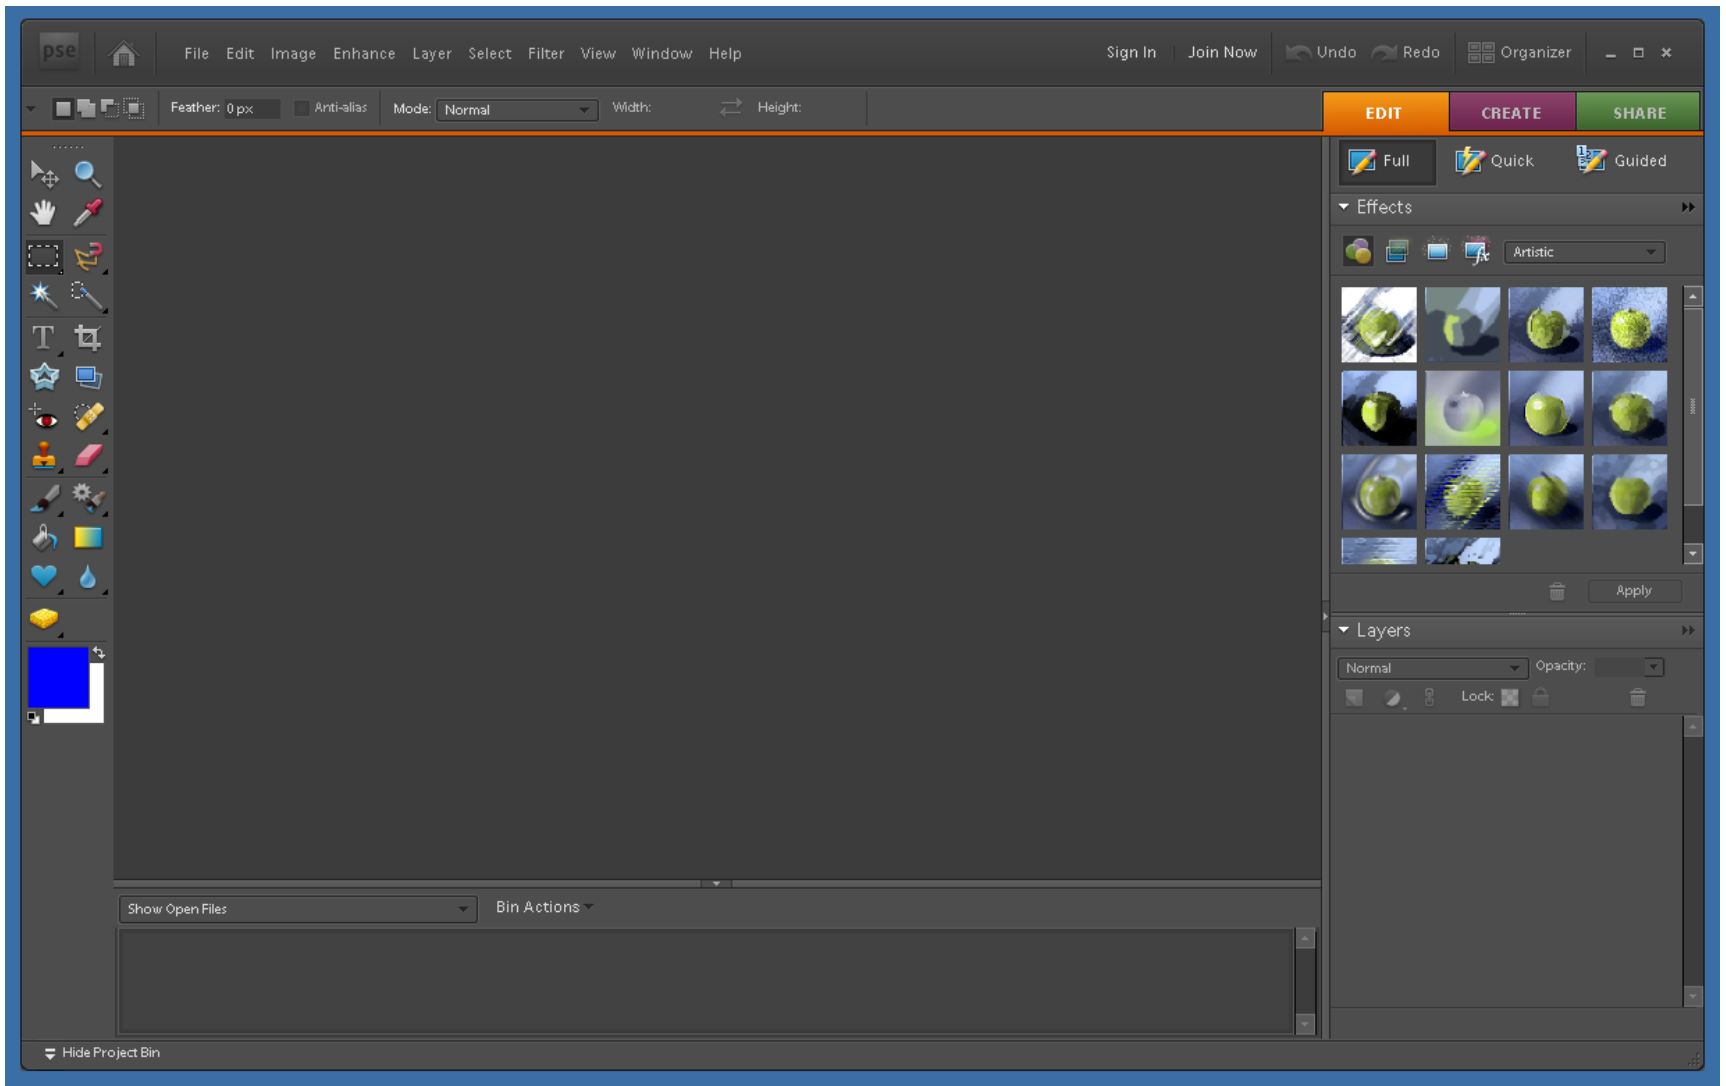 pse File Edit Image Enhance Layer Select Filter View Window Help Sign In Join Now Undo Redo Organizer
Feather: 0 px Anti-alias Mode: Normal Width: Height:
EDIT CREATE SHARE
Full Quick Guided
Effects
Artistic
Apply
Layers
Normal Opacity:
Lock:
Show Open Files Bin Actions
Hide Project Bin